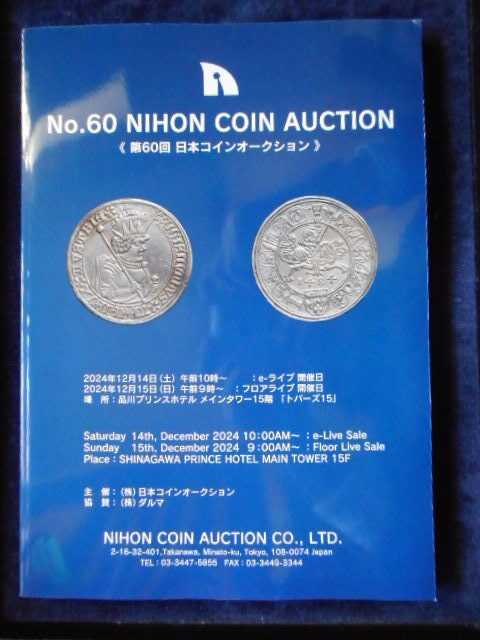 No.60 NIHON COIN AUCTION
《 第60回 日本コインオークション 》
2024年12月14日(土) 午前10時～ : e-ライブ 開催日
2024年12月15日(日) 午前9時～ : フロアライブ 開催日
場 所 : 品川プリンスホテル メインタワー15階 「トパーズ15」
Saturday 14th, December 2024 10:00AM～ : e-Live Sale
Sunday 15th, December 2024 9:00AM～ : Floor Live Sale
Place : SHINAGAWA PRINCE HOTEL MAIN TOWER 15F
主 催 : (株)日本コインオークション
協 賛 : (株)ダルマ
NIHON COIN AUCTION CO., LTD.
2-16-32-401,Takanawa, Minato-ku, Tokyo, 108-0074 Japan
TEL : 03-3447-5855 FAX : 03-3449-3344